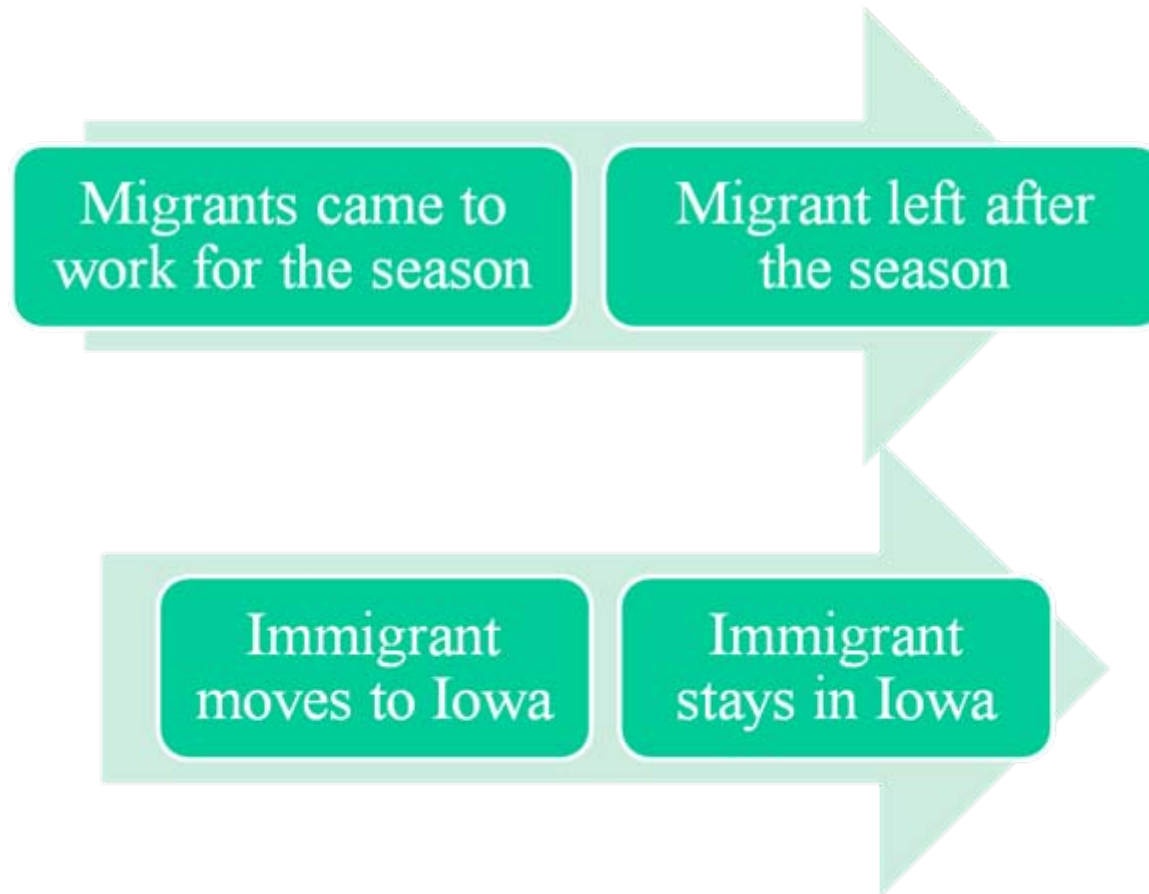 Migrants came to
work for the season
Migrant left after
the season
Immigrant
moves to Iowa
Immigrant
stays in Iowa